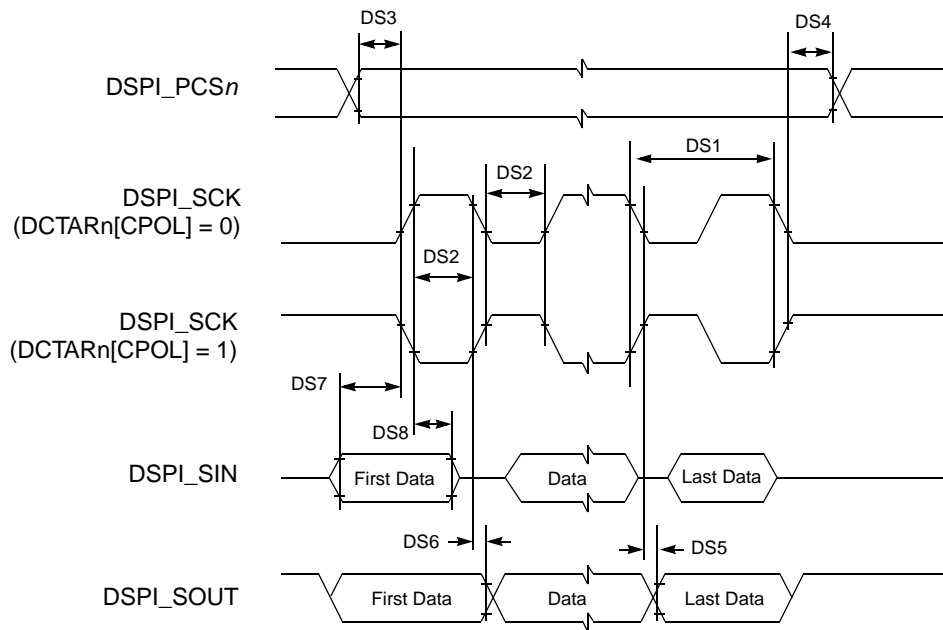 DS3
DS4
DSPI_PCSn
DS1
DS2
DSPI_SCK
(DCTARn[CPOL] = 0)
DS2
DSPI_SCK
(DCTARn[CPOL] = 1)
DS7
DS8
DSPI_SIN
First Data
Data
Last Data
DS6
DS5
DSPI_SOUT
First Data
Data
Last Data